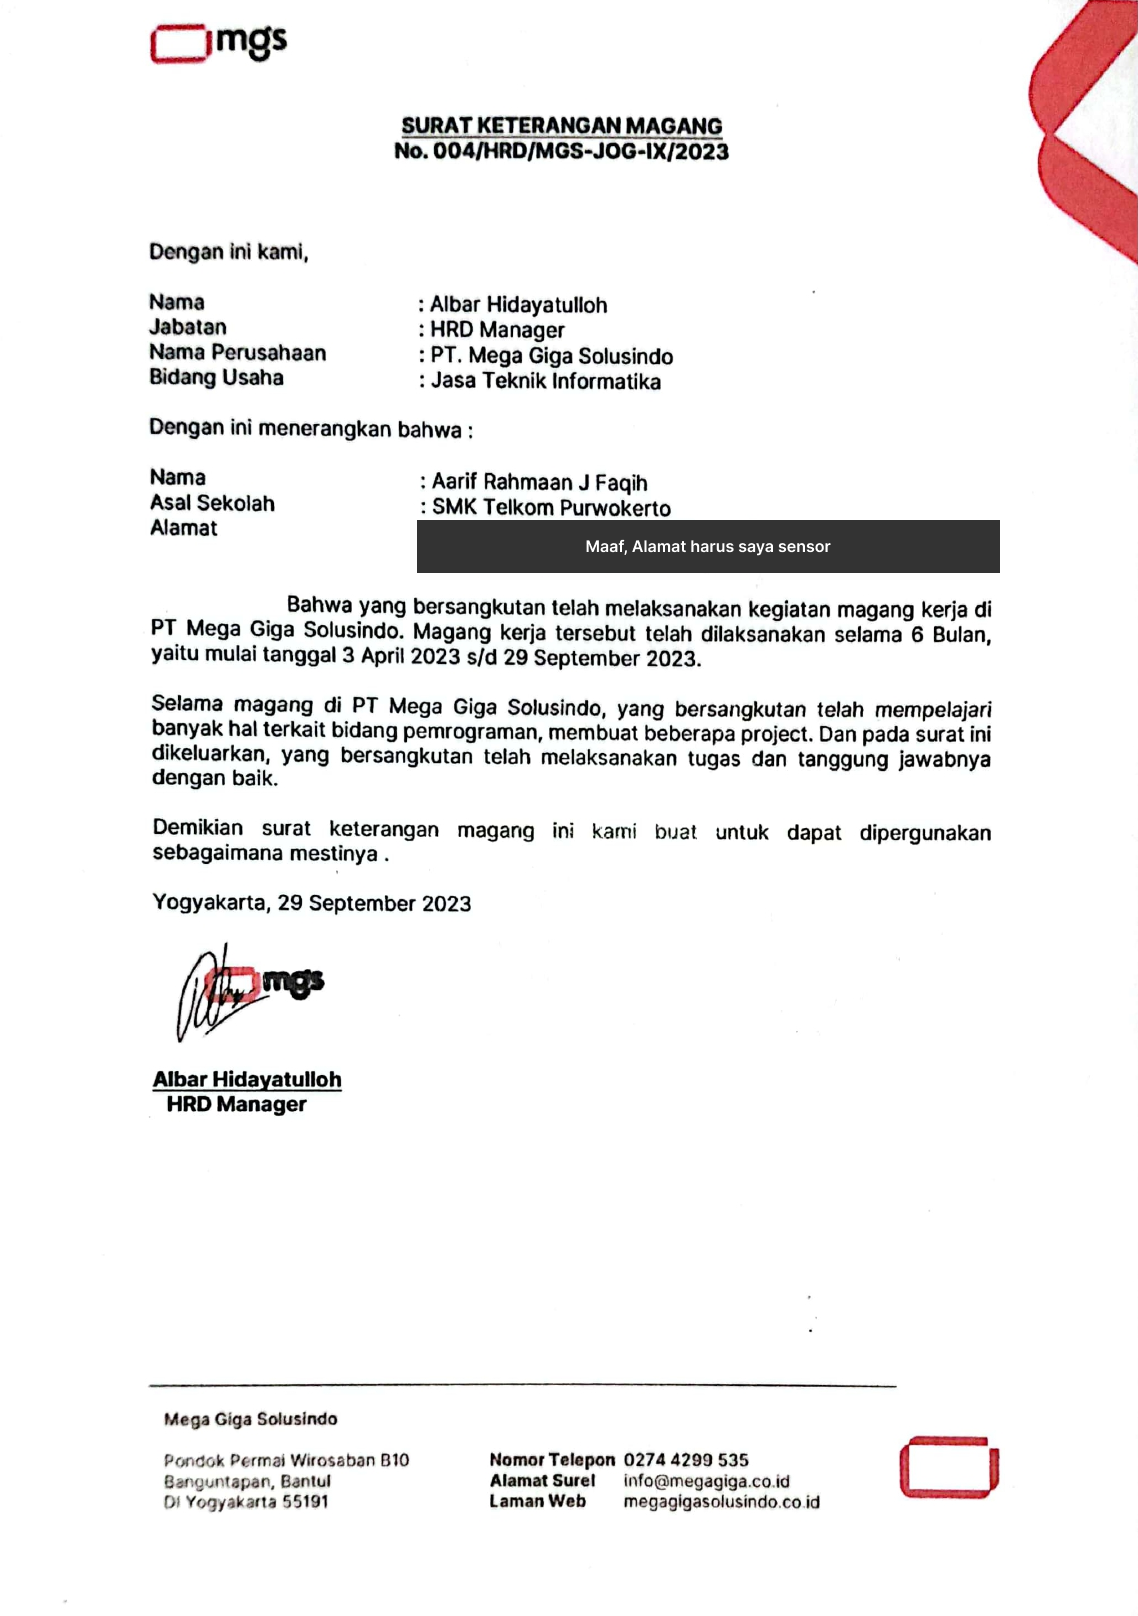 mgs
SURAT KETERANGAN MAGANG
No. 004/HRD/MGS-JOG-IX/2023
Dengan ini kami,
Nama : Albar Hidayatulloh
Jabatan : HRD Manager
Nama Perusahaan : PT. Mega Giga Solusindo
Bidang Usaha : Jasa Teknik Informatika
Dengan ini menerangkan bahwa :
Nama : Aarif Rahmaan J Faqih
Asal Sekolah : SMK Telkom Purwokerto
Alamat Maaf, Alamat harus saya sensor
Bahwa yang bersangkutan telah melaksanakan kegiatan magang kerja di
PT Mega Giga Solusindo. Magang kerja tersebut telah dilaksanakan selama 6 Bulan,
yaitu mulai tanggal 3 April 2023 s/d 29 September 2023.
Selama magang di PT Mega Giga Solusindo, yang bersangkutan telah mempelajari
banyak hal terkait bidang pemrograman, membuat beberapa project. Dan pada surat ini
dikeluarkan, yang bersangkutan telah melaksanakan tugas dan tanggung jawabnya
dengan baik.
Demikian surat keterangan magang ini kami buat untuk dapat dipergunakan
sebagaimana mestinya .
Yogyakarta, 29 September 2023
mgs
Albar Hidayatulloh
HRD Manager
Mega Giga Solusindo
Pondok Permai Wirosaban B10
Banguntapan, Bantul
DI Yogyakarta 55191
Nomor Telepon 0274 4299 535
Alamat Surel info@megagiga.co.id
Laman Web megagigasolusindo.co.id